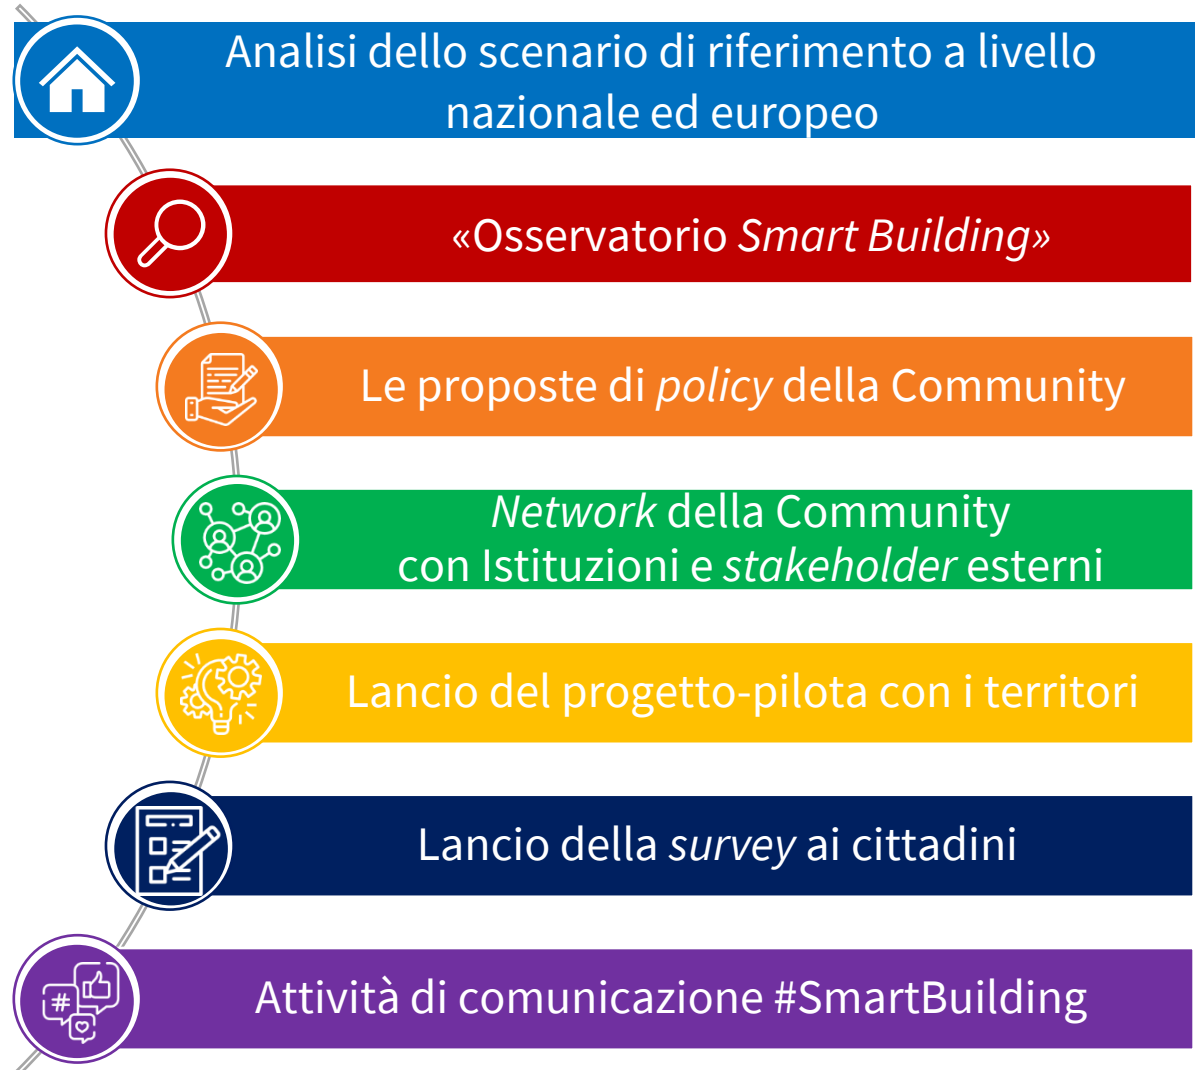 Analisi dello scenario di riferimento a livello
nazionale ed europeo
«Osservatorio Smart Building»
Le proposte di policy della Community
Network della Community
con Istituzioni e stakeholder esterni
Lancio del progetto-pilota con i territori
Lancio della survey ai cittadini
#
Attività di comunicazione #SmartBuilding